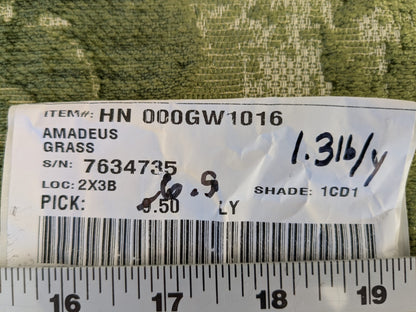 ITEM#: HN 000GW1016
AMADEUS
GRASS
1.3 lb/y
S/N: 7634735
LOC: 2X3B
SHADE: 1CD1
PICK: .50 LY
6.9
16 17 18 19